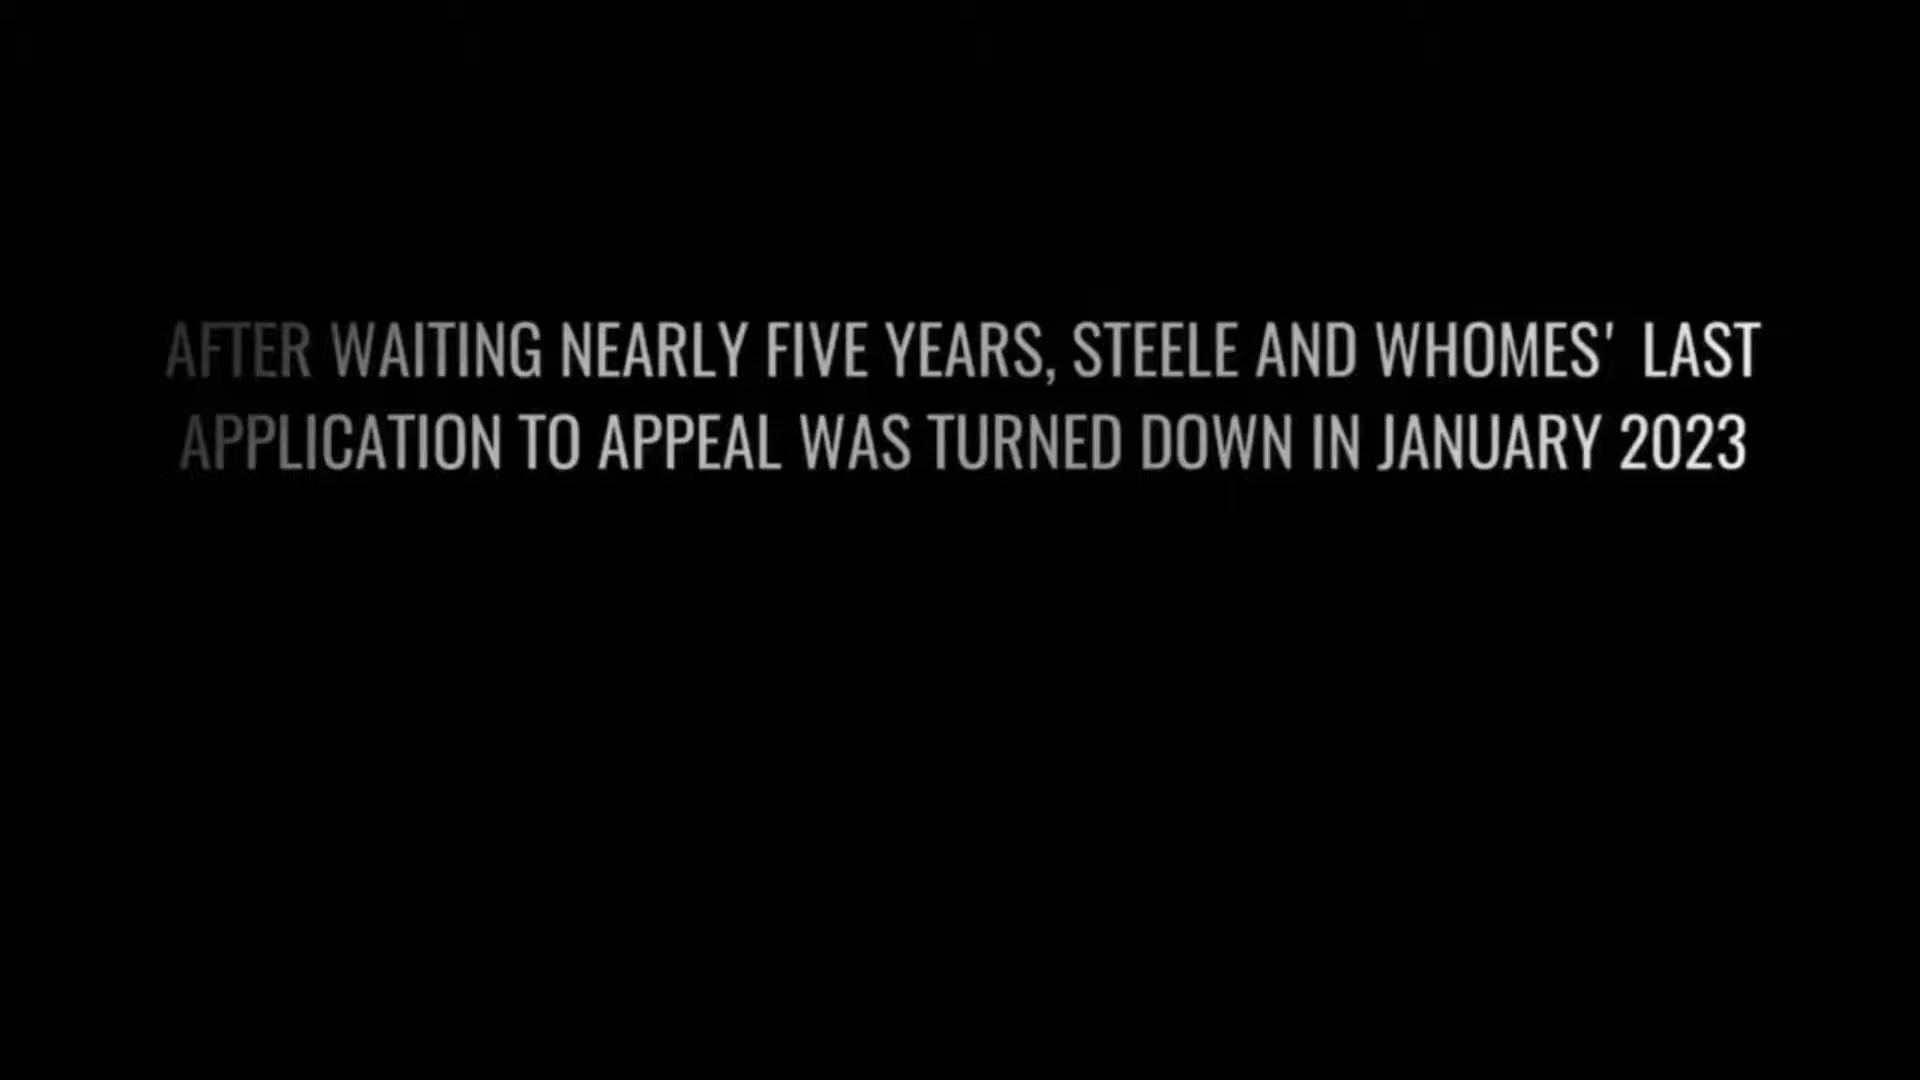 AFTER WAITING NEARLY FIVE YEARS, STEELE AND WHOMES' LAST
APPLICATION TO APPEAL WAS TURNED DOWN IN JANUARY 2023